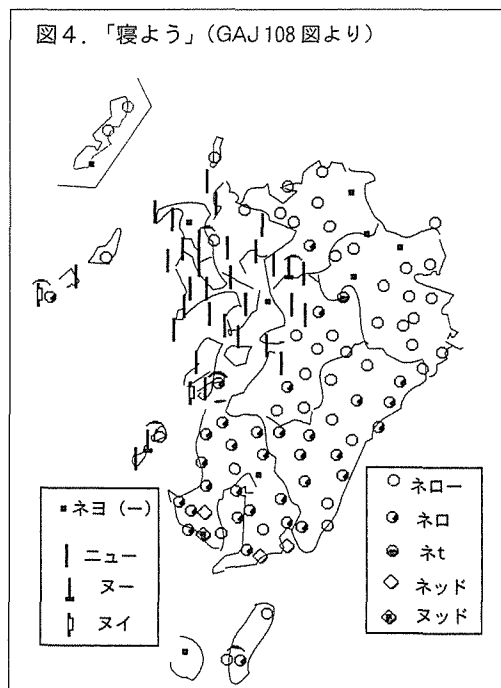 図4．「寝よう」（GAJ 108 図より）
ネヨ（ー）
ニュー
ヌー
ヌイ
ネロー
ネロ
ネt
ネッド
ヌッド